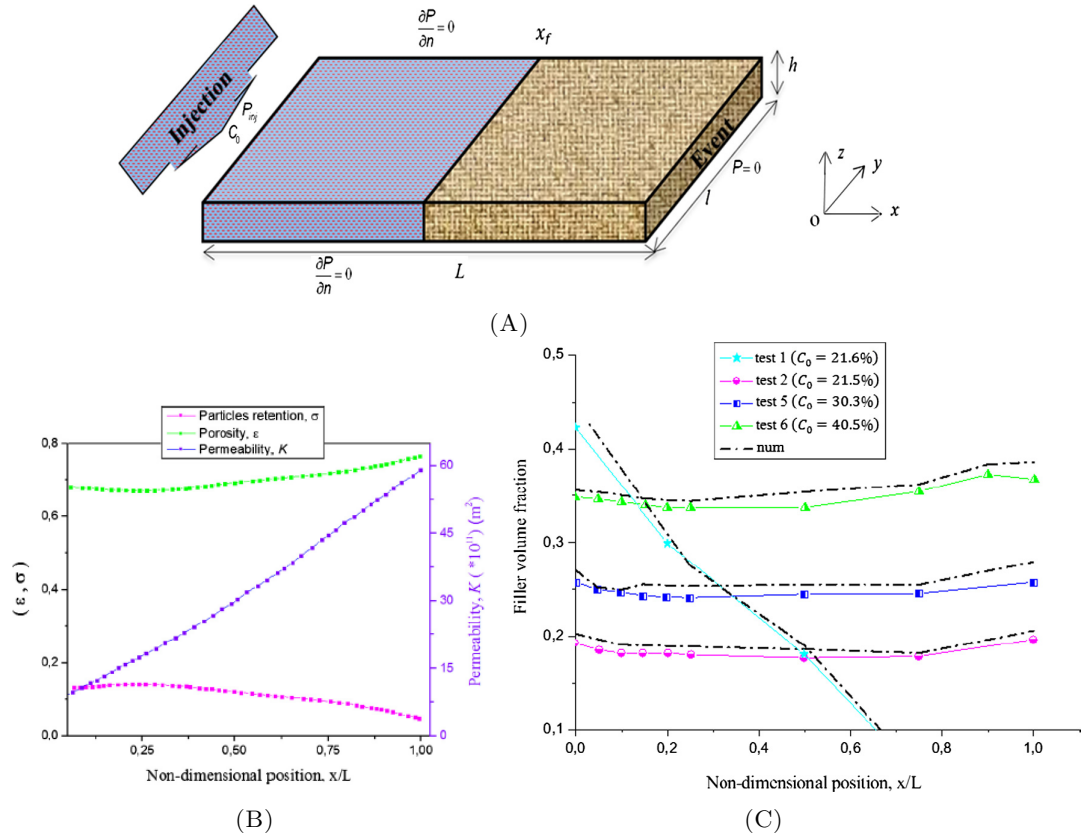 ∂P/∂n = 0
x_f
h
Injection
P_inj
C_0
Event
P = 0
l
z
y
o
x
∂P/∂n = 0
L
(A)
Particles retention, σ
Porosity, ε
Permeability, K
0,8
0,6
0,4
0,2
0,0
( ε , σ )
60
45
30
15
0
Permeability, K ( *10¹¹) (m²)
0,25
0,50
0,75
1,00
Non-dimensional position, x/L
(B)
test 1 (C_0 = 21.6%)
test 2 (C_0 = 21.5%)
test 5 (C_0 = 30.3%)
test 6 (C_0 = 40.5%)
num
0,5
0,4
0,3
0,2
0,1
Filler volume fraction
0,0
0,2
0,4
0,6
0,8
1,0
Non-dimensional position, x/L
(C)